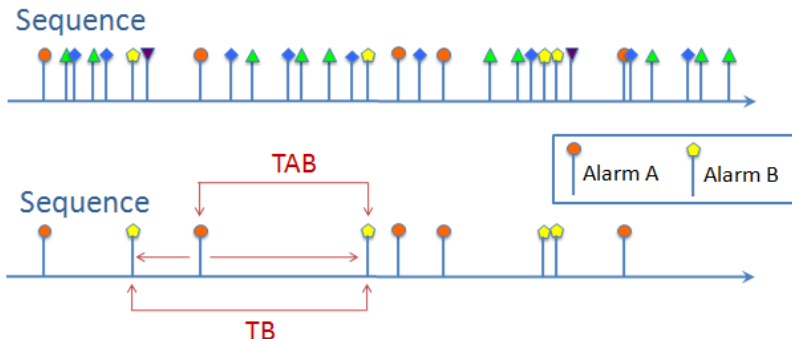 Sequence
Alarm A
Alarm B
TAB
Sequence
TB